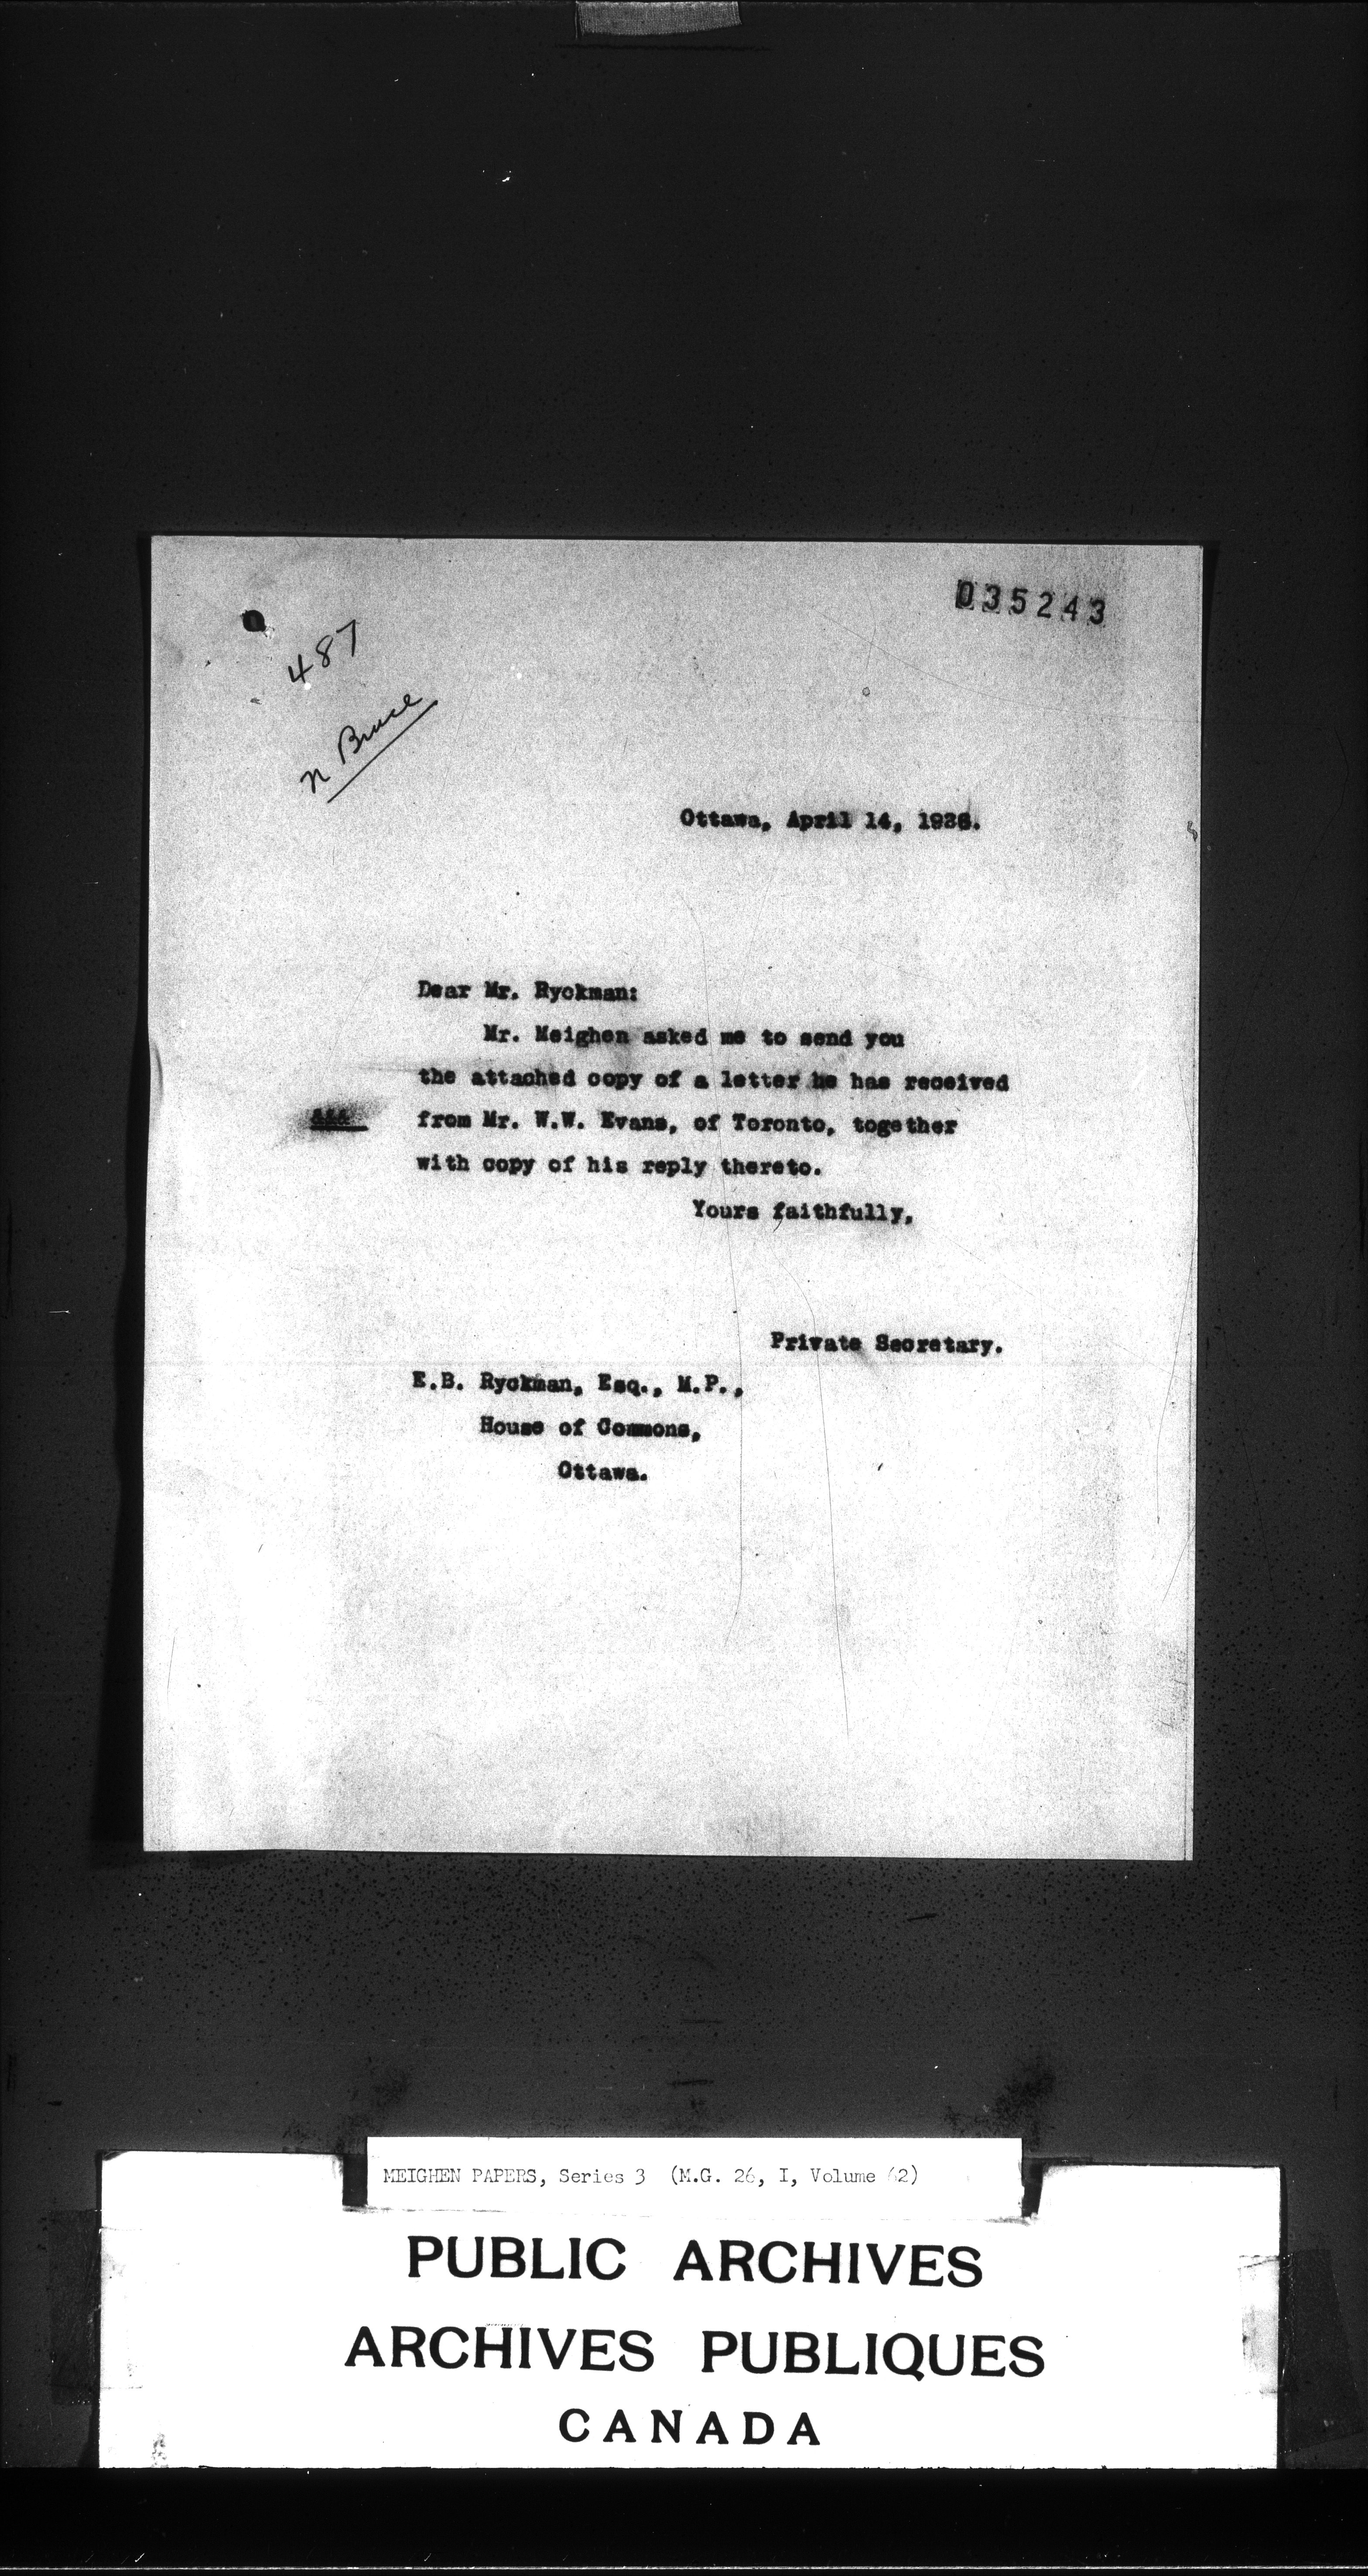 035243
487
n Bruce
Ottawa, April 14, 1926.
Dear Mr. Ryckman:
Mr. Meighen asked me to send you
the attached copy of a letter he has received
from Mr. W.W. Evans, of Toronto, together
with copy of his reply thereto.
Yours faithfully,
Private Secretary.
E.B. Ryckman, Esq., M.P.,
House of Commons,
Ottawa.
MEIGHEN PAPERS, Series 3 (M.G. 26, I, Volume 62)
PUBLIC ARCHIVES
ARCHIVES PUBLIQUES
CANADA